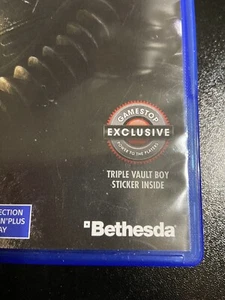 GAMESTOP
EXCLUSIVE
POWER TO THE PLAYERS
TRIPLE VAULT BOY
STICKER INSIDE
ECTION
N®PLUS
AY
Bethesda®